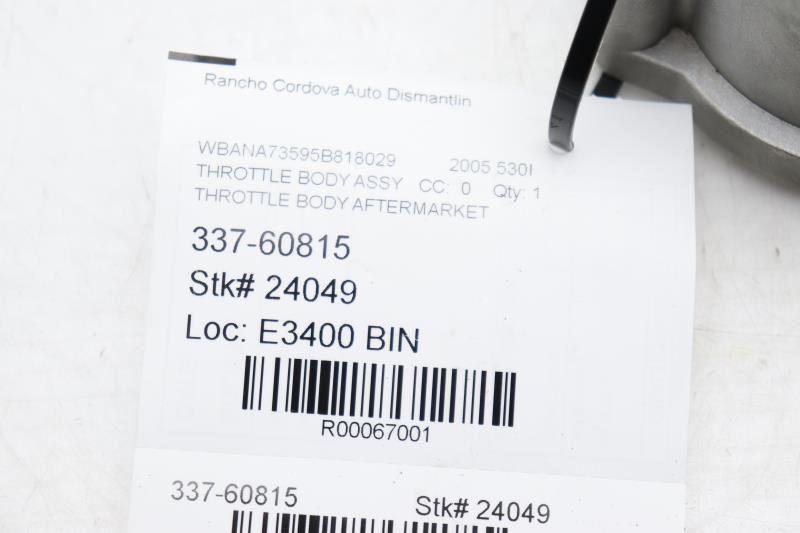 Rancho Cordova Auto Dismantlin
WBANA73595B818029 2005 530I
THROTTLE BODY ASSY CC: 0 Qty: 1
THROTTLE BODY AFTERMARKET
337-60815
Stk# 24049
Loc: E3400 BIN
R00067001
337-60815 Stk# 24049